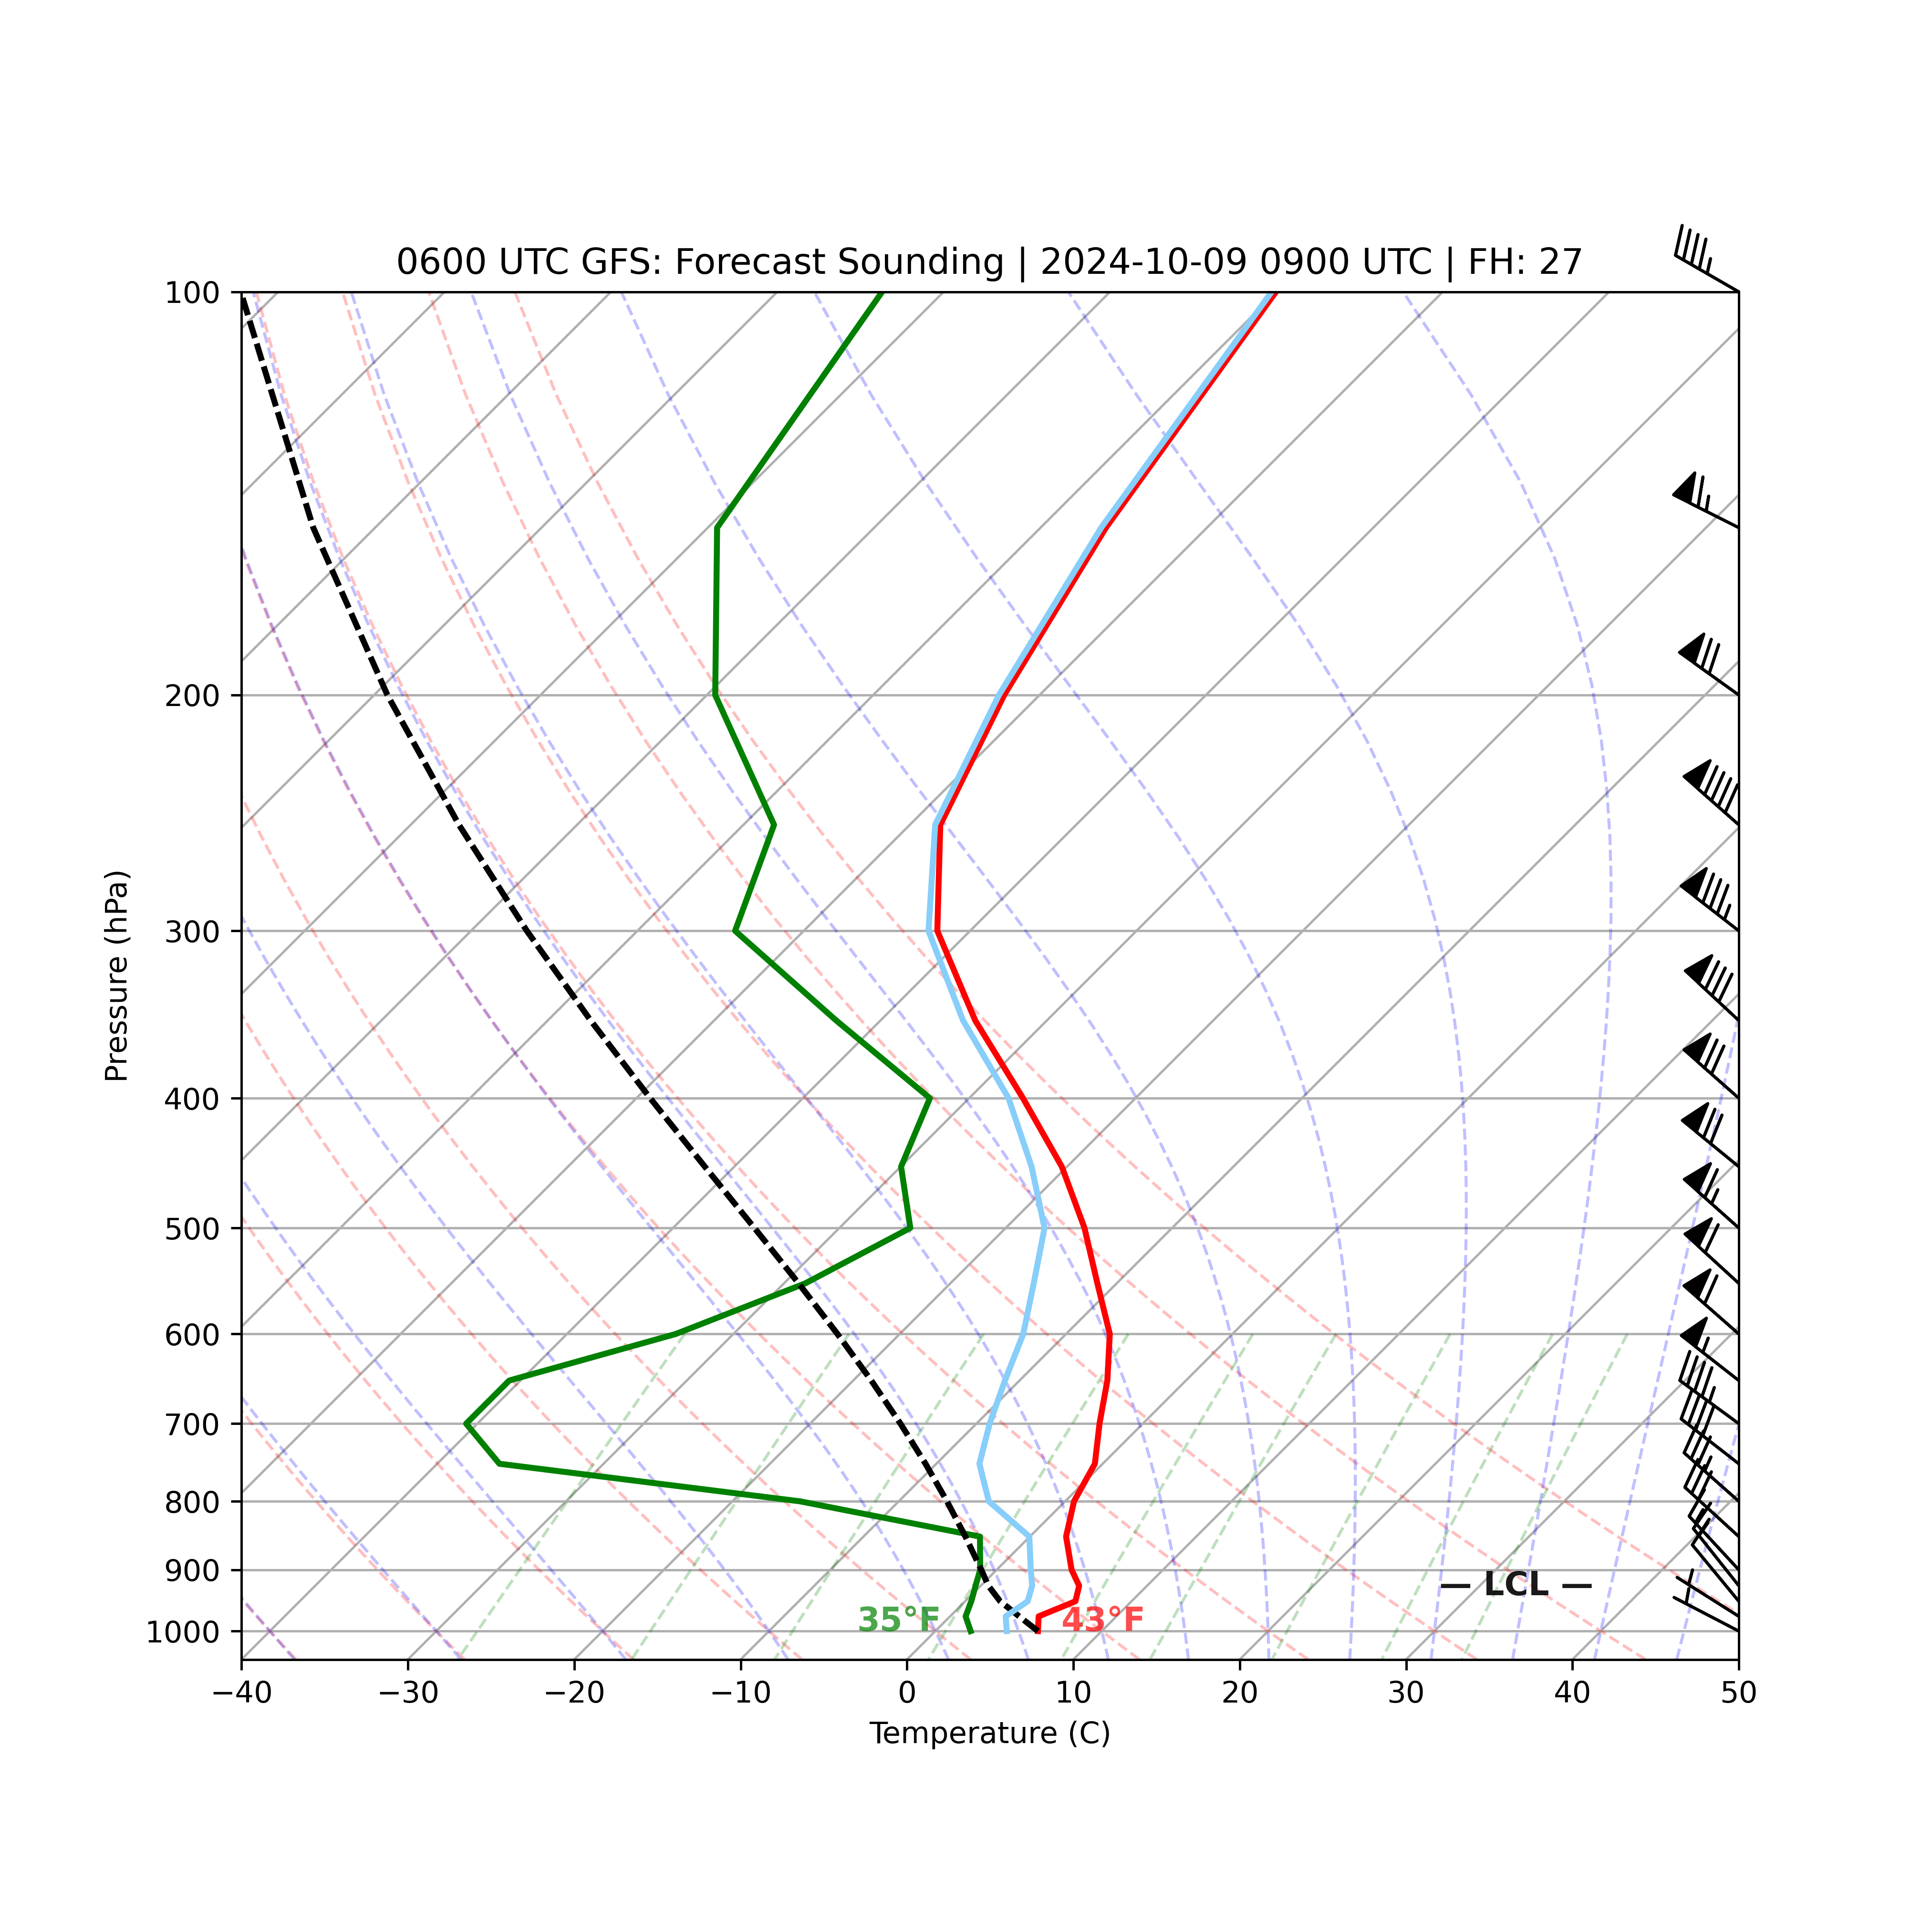 0600 UTC GFS: Forecast Sounding | 2024-10-09 0900 UTC | FH: 27
100
200
300
400
500
600
700
800
900
1000
Pressure (hPa)
— LCL —
35°F
43°F
−40 −30 −20 −10 0 10 20 30 40 50
Temperature (C)